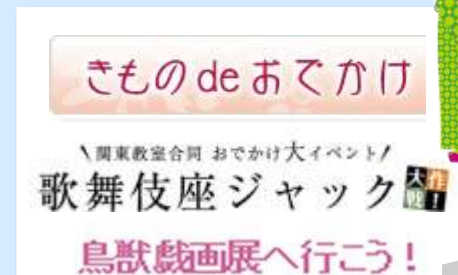 きものdeおでかけ
\関東教室合同 おでかけ大イベント/
歌舞伎座ジャック大作戦!
鳥獣戯画展へ行こう!